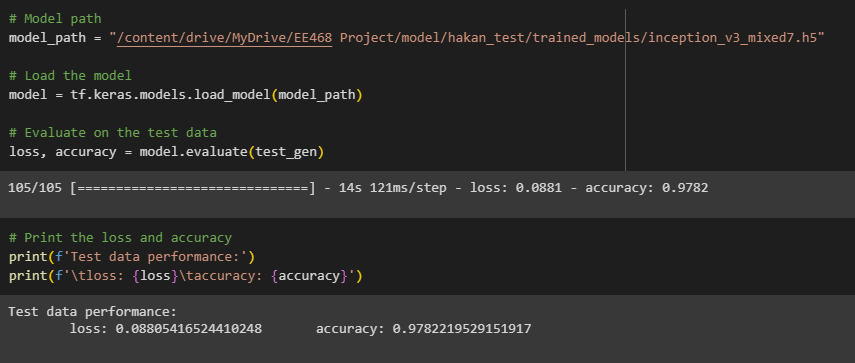 # Model path
model_path = "/content/drive/MyDrive/EE468 Project/model/hakan_test/trained_models/inception_v3_mixed7.h5"
# Load the model
model = tf.keras.models.load_model(model_path)
# Evaluate on the test data
loss, accuracy = model.evaluate(test_gen)
105/105 [==============================] - 14s 121ms/step - loss: 0.0881 - accuracy: 0.9782
# Print the loss and accuracy
print(f'Test data performance:')
print(f'\tloss: {loss}\taccuracy: {accuracy}')
Test data performance:
	loss: 0.08805416524410248	accuracy: 0.9782219529151917